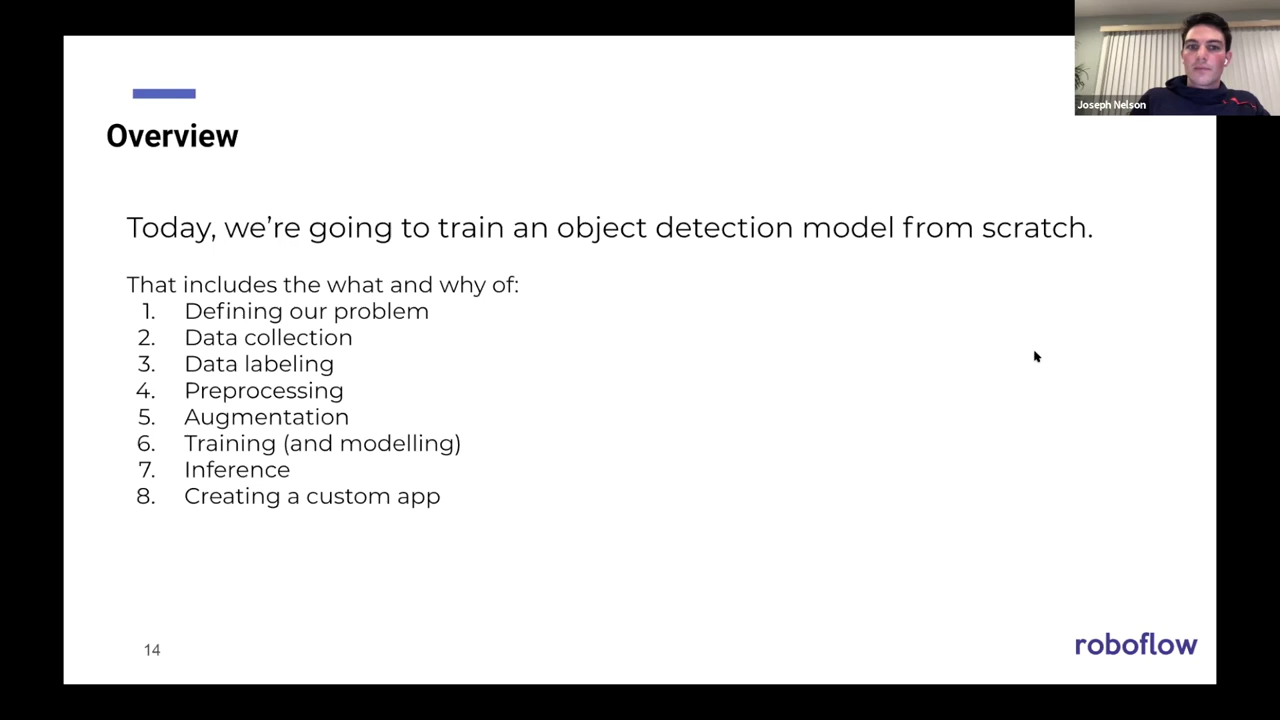 Joseph Nelson
Overview
Today, we're going to train an object detection model from scratch.
That includes the what and why of:
1. Defining our problem
2. Data collection
3. Data labeling
4. Preprocessing
5. Augmentation
6. Training (and modelling)
7. Inference
8. Creating a custom app
14
roboflow